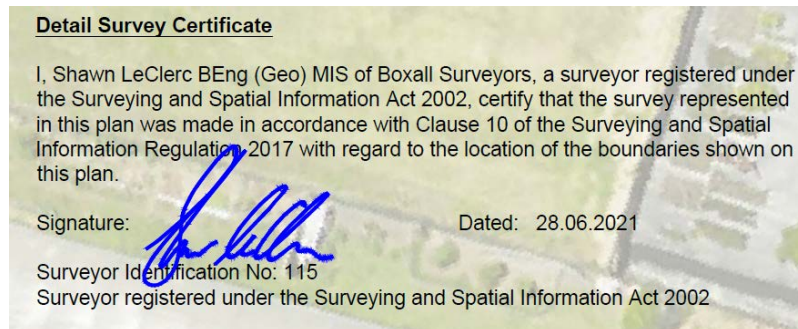 Detail Survey Certificate
I, Shawn LeClerc BEng (Geo) MIS of Boxall Surveyors, a surveyor registered under
the Surveying and Spatial Information Act 2002, certify that the survey represented
in this plan was made in accordance with Clause 10 of the Surveying and Spatial
Information Regulation 2017 with regard to the location of the boundaries shown on
this plan.
Signature: Dated: 28.06.2021
Surveyor Identification No: 115
Surveyor registered under the Surveying and Spatial Information Act 2002